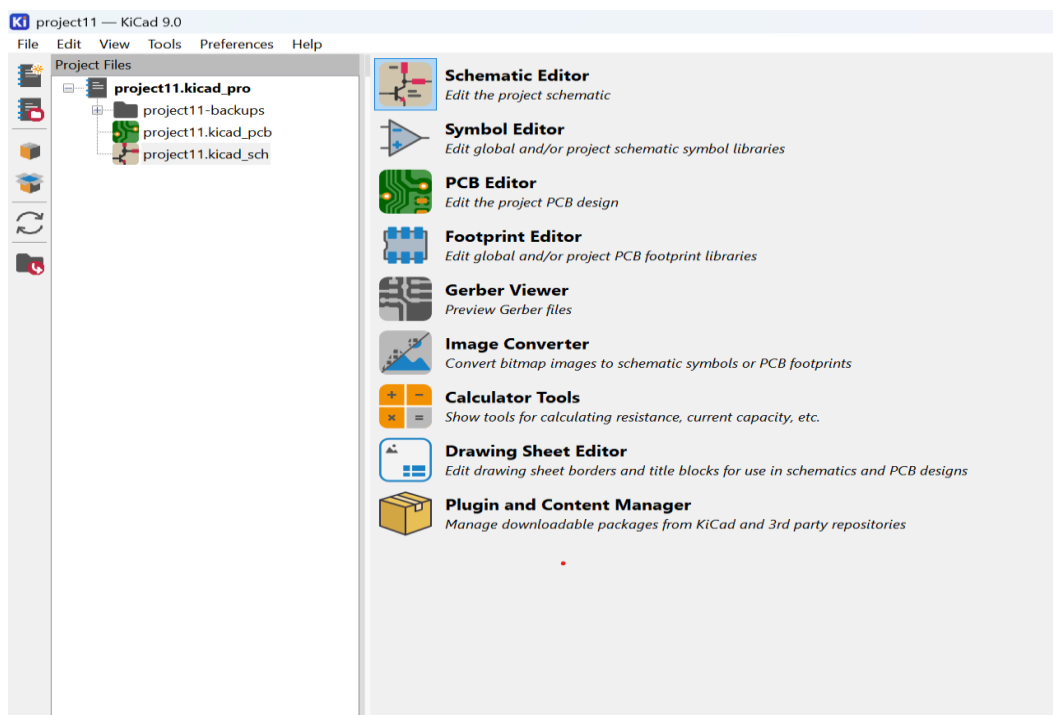 Ki project11 — KiCad 9.0
File Edit View Tools Preferences Help
Project Files
project11.kicad_pro
project11-backups
project11.kicad_pcb
project11.kicad_sch
Schematic Editor
Edit the project schematic
Symbol Editor
Edit global and/or project schematic symbol libraries
PCB Editor
Edit the project PCB design
Footprint Editor
Edit global and/or project PCB footprint libraries
Gerber Viewer
Preview Gerber files
Image Converter
Convert bitmap images to schematic symbols or PCB footprints
Calculator Tools
Show tools for calculating resistance, current capacity, etc.
Drawing Sheet Editor
Edit drawing sheet borders and title blocks for use in schematics and PCB designs
Plugin and Content Manager
Manage downloadable packages from KiCad and 3rd party repositories